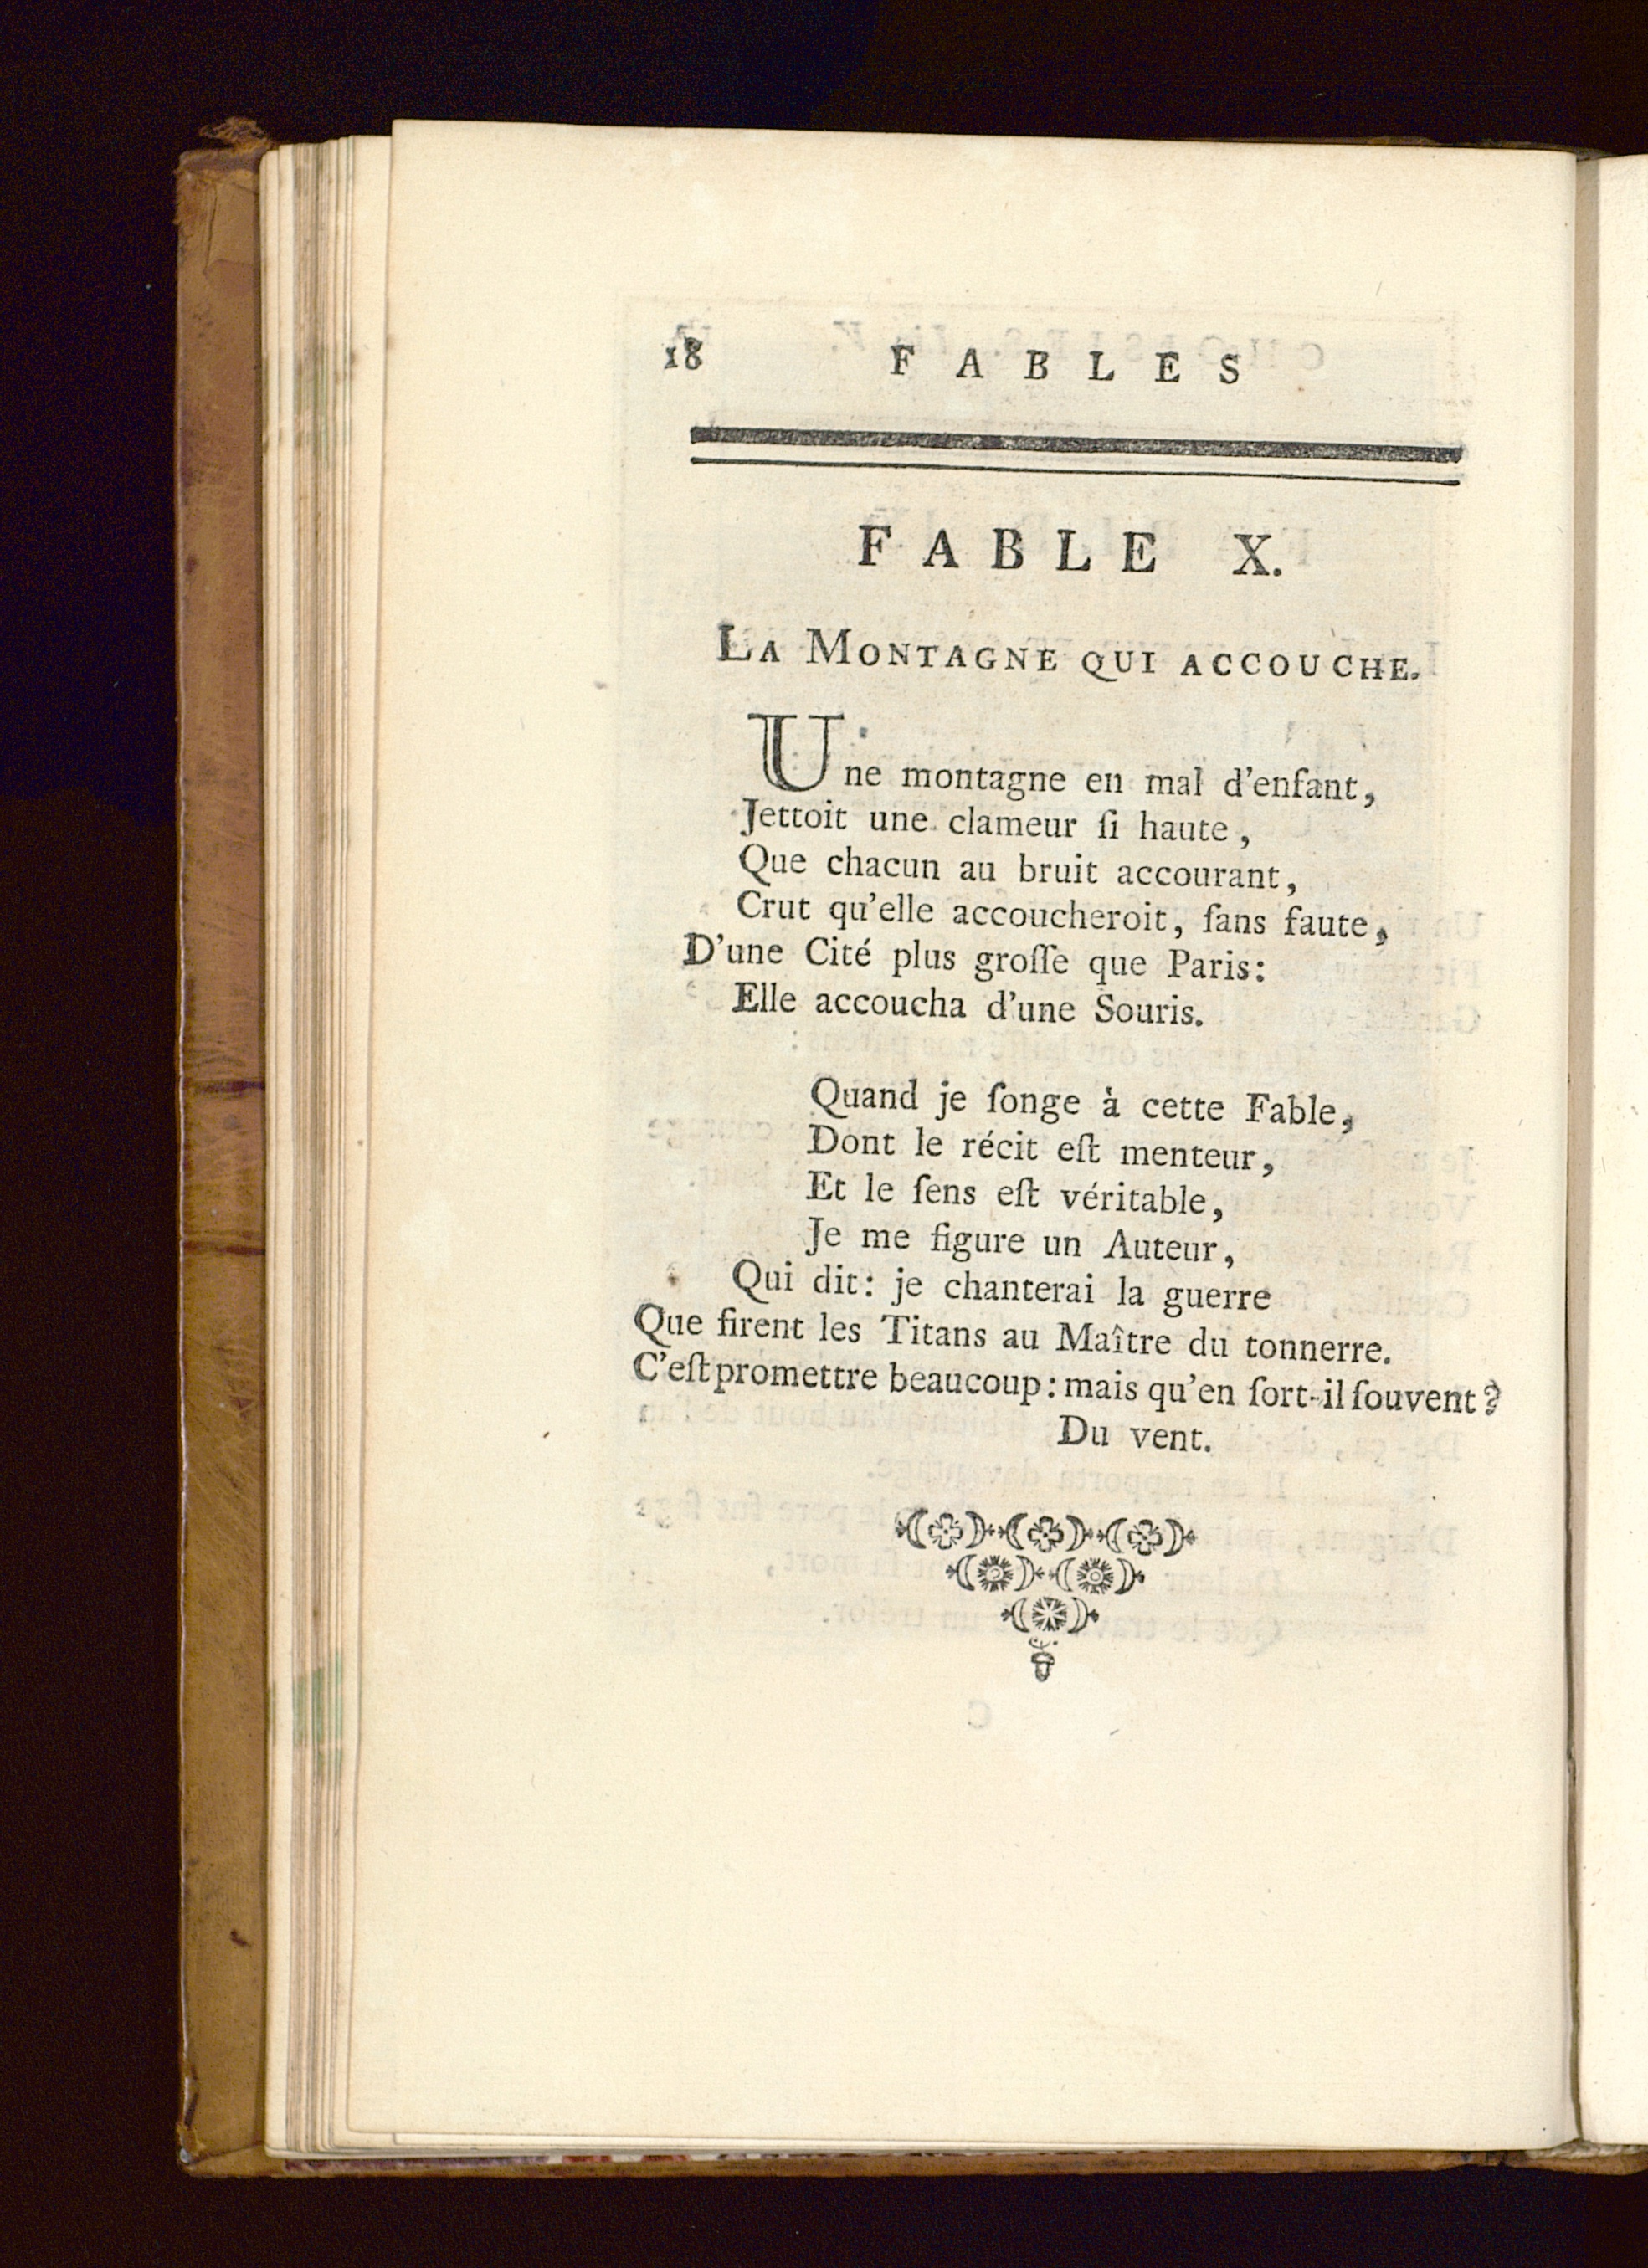 18 FABLES
FABLE X.
LA MONTAGNE QUI ACCOUCHE.
Une montagne en mal d'enfant,
Jettoit une clameur ſi haute,
Que chacun au bruit accourant,
Crut qu'elle accoucheroit, ſans faute,
D'une Cité plus groſſe que Paris:
Elle accoucha d'une Souris.
Quand je ſonge à cette Fable,
Dont le récit eſt menteur,
Et le ſens eſt véritable,
Je me figure un Auteur,
Qui dit: je chanterai la guerre
Que firent les Titans au Maître du tonnerre.
C'eſt promettre beaucoup: mais qu'en ſort-il ſouvent?
Du vent.